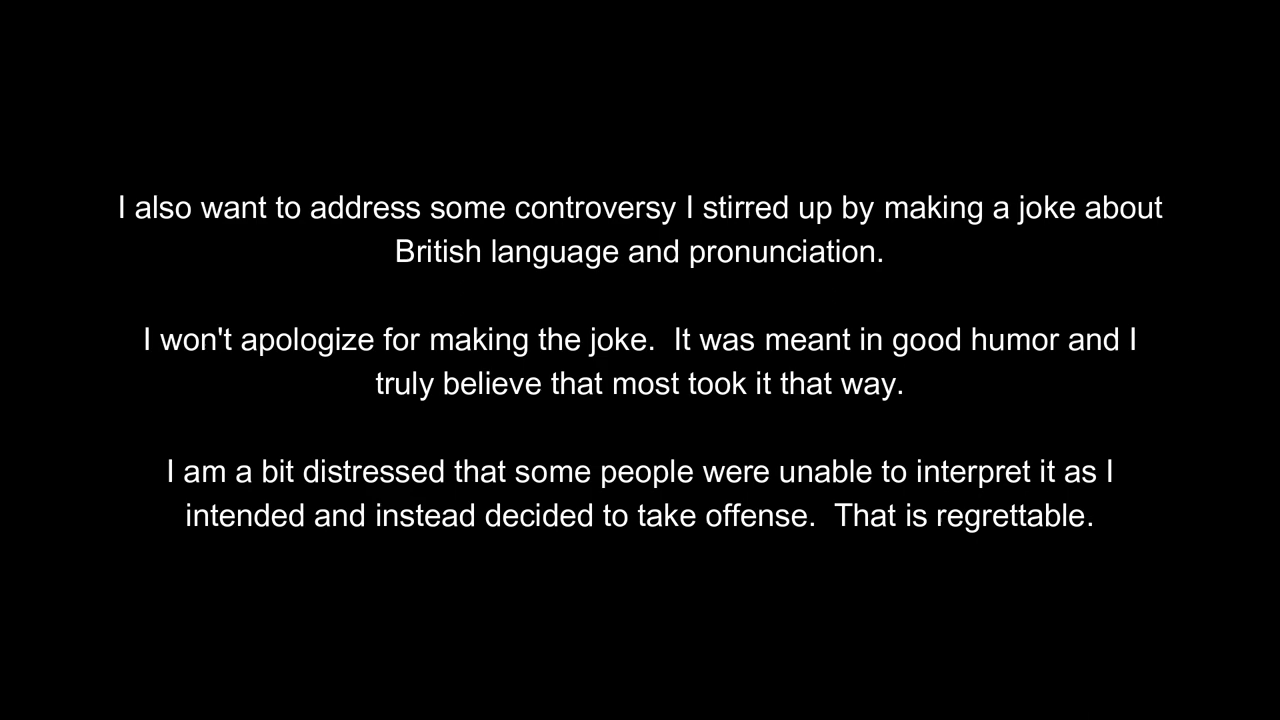 I also want to address some controversy I stirred up by making a joke about
British language and pronunciation.
I won't apologize for making the joke.  It was meant in good humor and I
truly believe that most took it that way.
I am a bit distressed that some people were unable to interpret it as I
intended and instead decided to take offense.  That is regrettable.